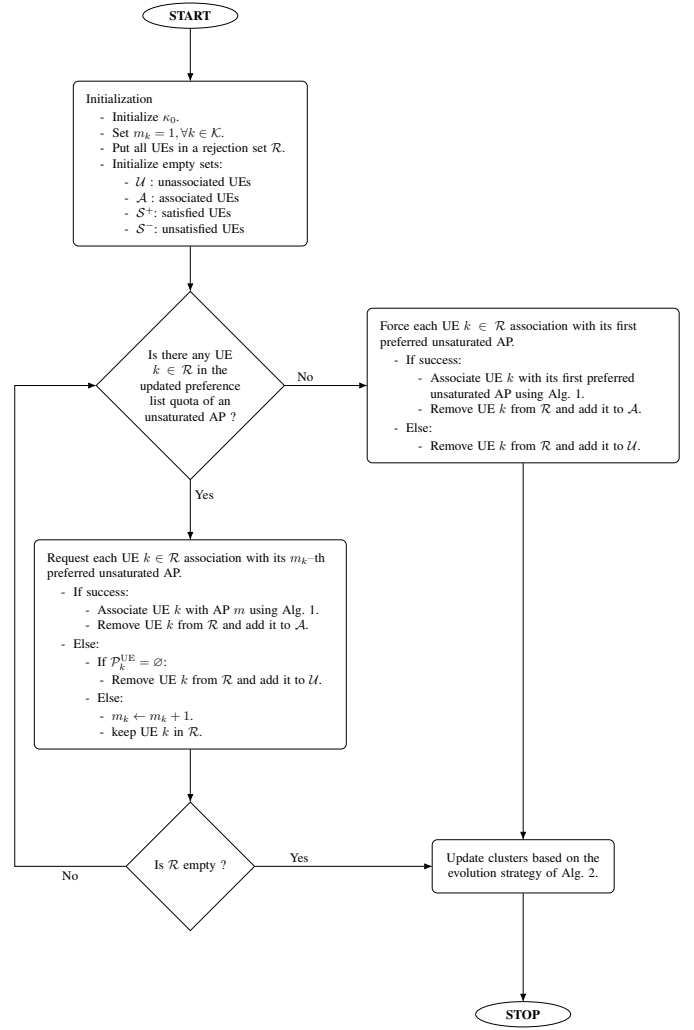 START
Initialization
- Initialize κ₀.
- Set mₖ = 1, ∀k ∈ 𝒦.
- Put all UEs in a rejection set ℛ.
- Initialize empty sets:
- 𝒰 : unassociated UEs
- 𝒜 : associated UEs
- 𝒮⁺: satisfied UEs
- 𝒮⁻: unsatisfied UEs
Is there any UE
k ∈ ℛ in the
updated preference
list quota of an
unsaturated AP ?
No
Force each UE k ∈ ℛ association with its first
preferred unsaturated AP.
- If success:
- Associate UE k with its first preferred
unsaturated AP using Alg. 1.
- Remove UE k from ℛ and add it to 𝒜.
- Else:
- Remove UE k from ℛ and add it to 𝒰.
Yes
Request each UE k ∈ ℛ association with its mₖ–th
preferred unsaturated AP.
- If success:
- Associate UE k with AP m using Alg. 1.
- Remove UE k from ℛ and add it to 𝒜.
- Else:
- If 𝒫ₖ^UE = ∅:
- Remove UE k from ℛ and add it to 𝒰.
- Else:
- mₖ ← mₖ + 1.
- keep UE k in ℛ.
Is ℛ empty ?
No
Yes
Update clusters based on the
evolution strategy of Alg. 2.
STOP